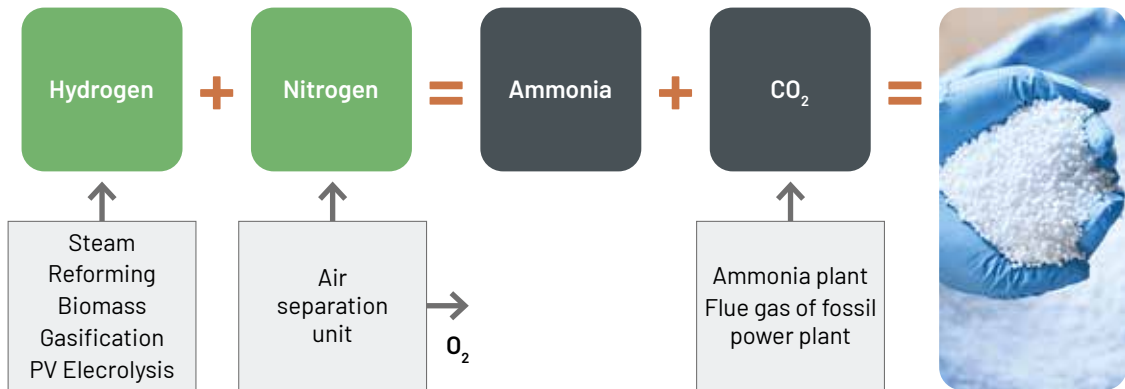 Hydrogen
+
Nitrogen
=
Ammonia
+
CO₂
=
Steam
Reforming
Biomass
Gasification
PV Elecrolysis
Air
separation
unit
O₂
Ammonia plant
Flue gas of fossil
power plant